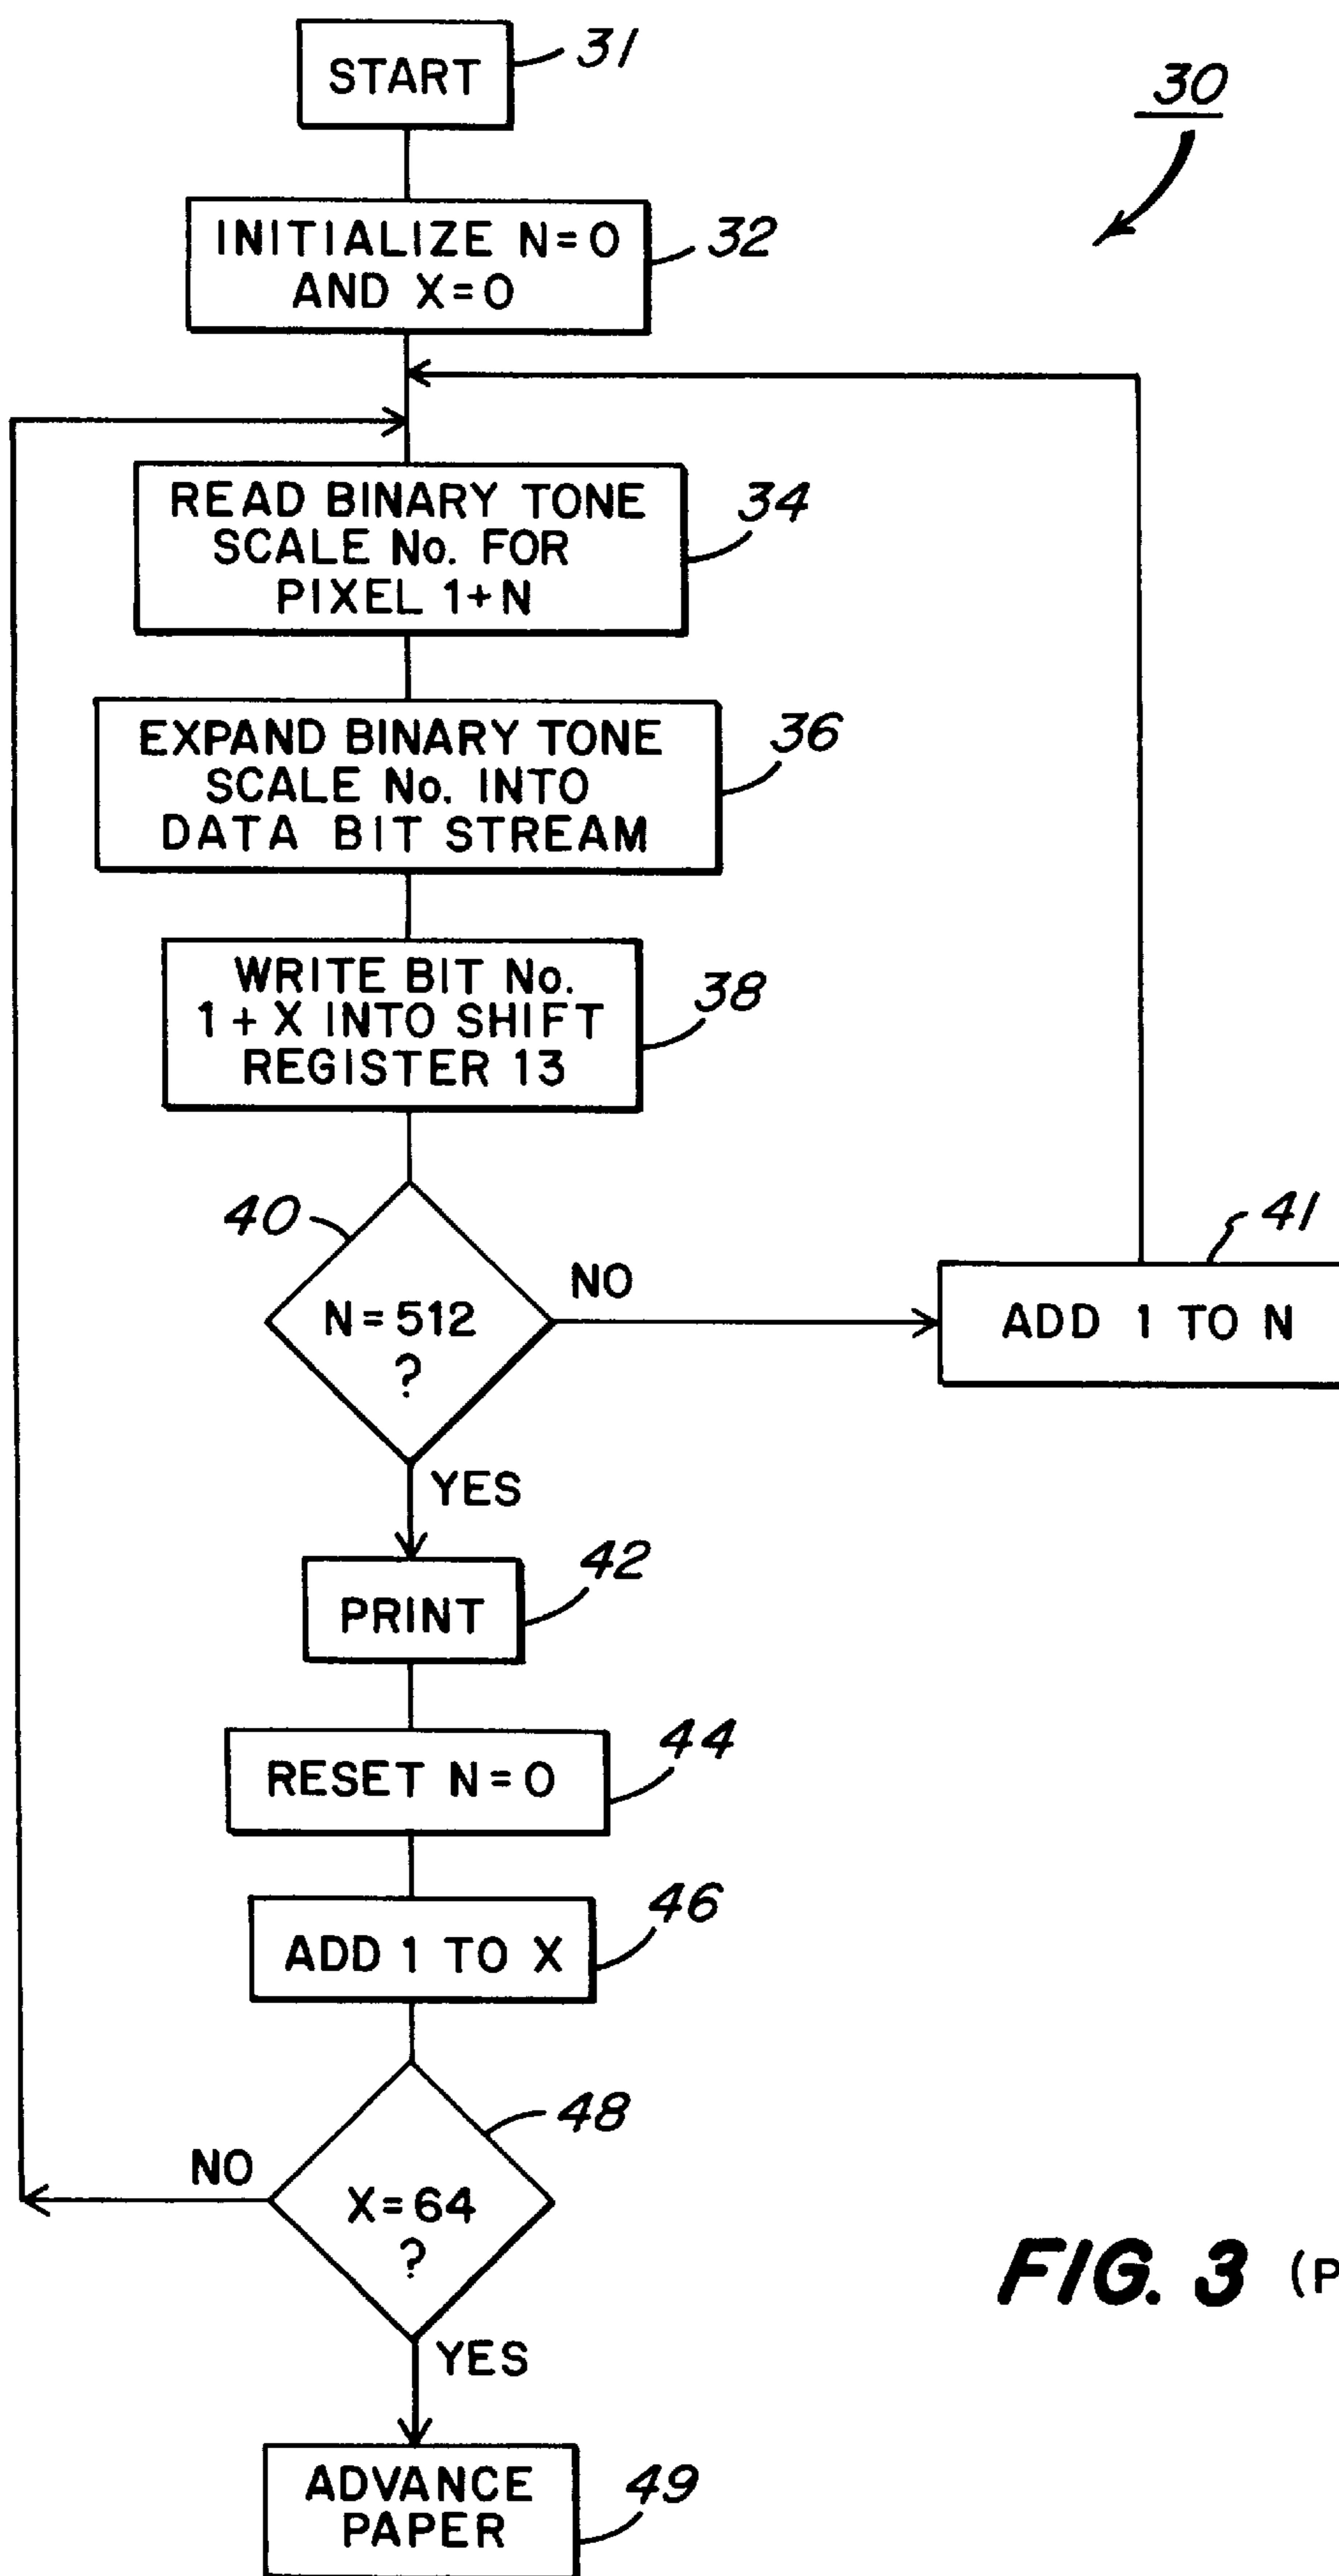 START
31
30
INITIALIZE N=0
AND X=0
32
READ BINARY TONE
SCALE No. FOR
PIXEL 1+N
34
EXPAND BINARY TONE
SCALE No. INTO
DATA BIT STREAM
36
WRITE BIT No.
1+X INTO SHIFT
REGISTER 13
38
40
N=512
?
NO
41
ADD 1 TO N
YES
PRINT
42
RESET N=0
44
ADD 1 TO X
46
48
NO
X=64
?
YES
FIG. 3 (P
ADVANCE
PAPER
49